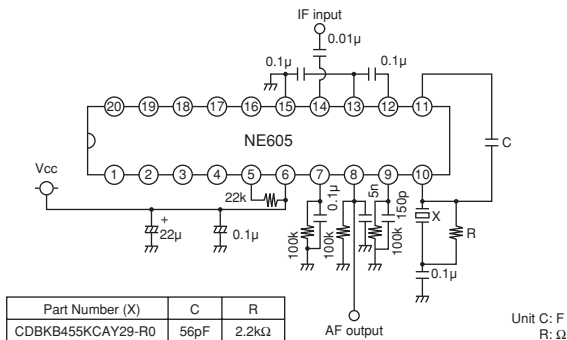 IF input
0.01µ
0.1µ 0.1µ
20 19 18 17 16 15 14 13 12 11
NE605
C
Vcc
1 2 3 4 5 6 7 8 9 10
22k
+
22µ
0.1µ
100k
0.1µ
100k
5n
150p
100k
X
R
0.1µ
AF output
Part Number (X) C R
CDBKB455KCAY29-R0 56pF 2.2kΩ
Unit C: F
R: Ω